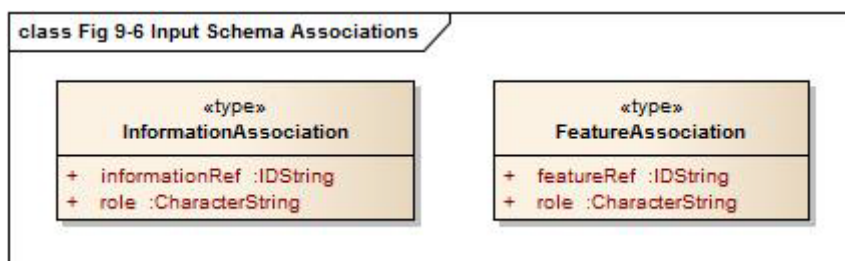 class Fig 9-6 Input Schema Associations
«type»
InformationAssociation
+ informationRef :IDString
+ role :CharacterString
«type»
FeatureAssociation
+ featureRef :IDString
+ role :CharacterString